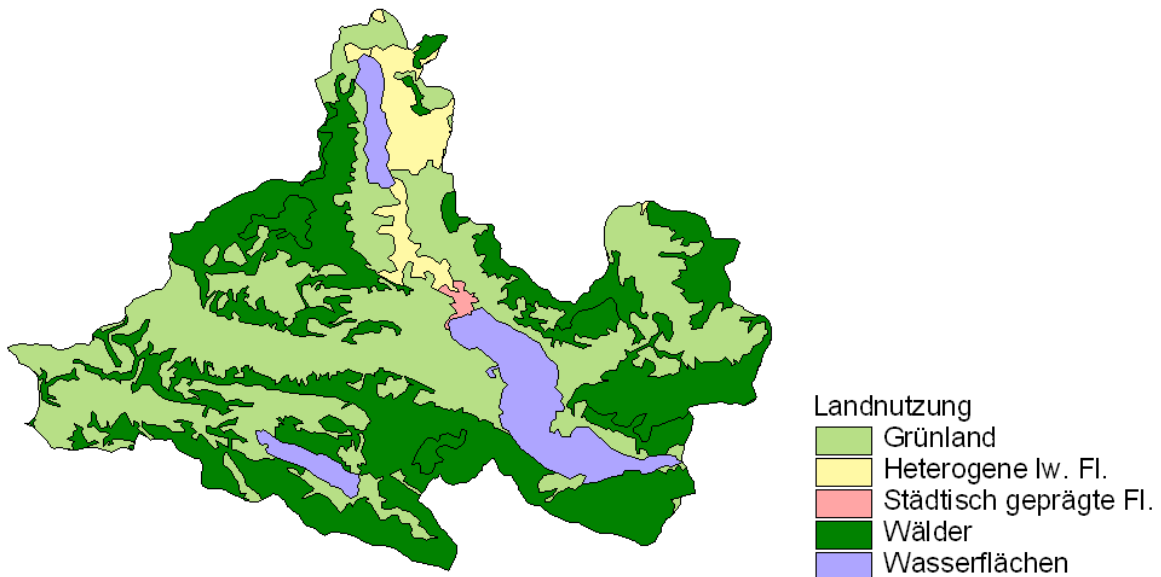 Landnutzung
Grünland
Heterogene lw. Fl.
Städtisch geprägte Fl.
Wälder
Wasserflächen